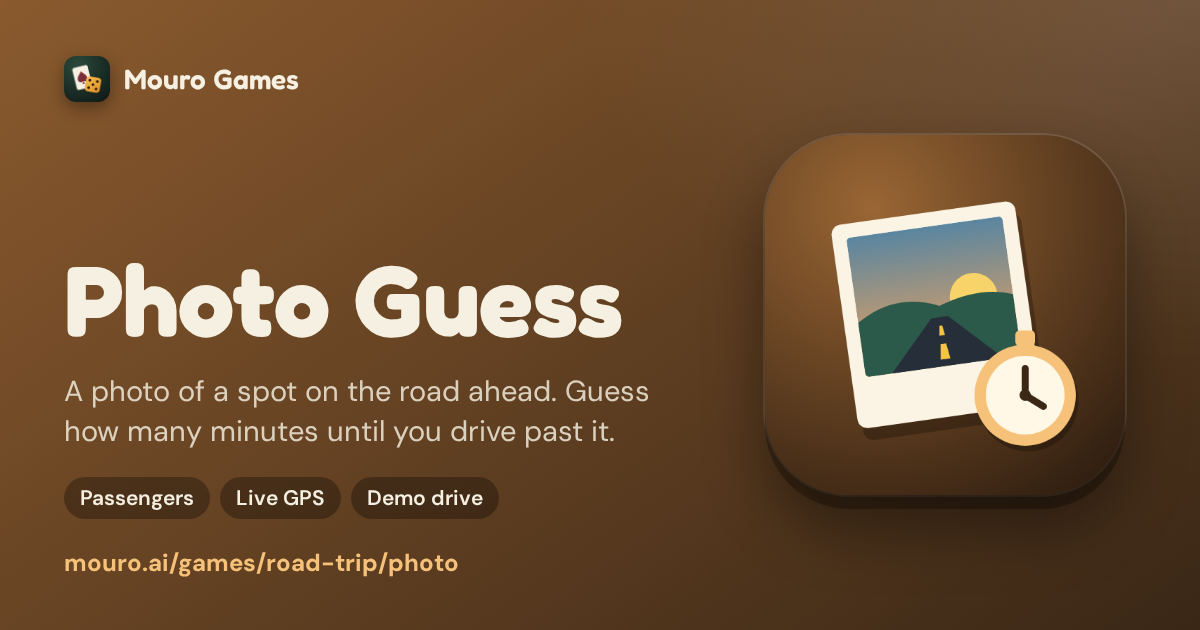 Mouro Games
Photo Guess
A photo of a spot on the road ahead. Guess
how many minutes until you drive past it.
Passengers
Live GPS
Demo drive
mouro.ai/games/road-trip/photo